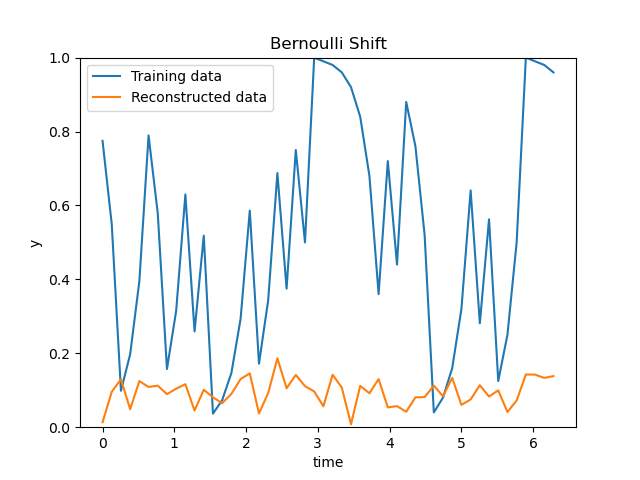 Bernoulli Shift
Training data
Reconstructed data
y
1.0
0.8
0.6
0.4
0.2
0.0
0 1 2 3 4 5 6
time